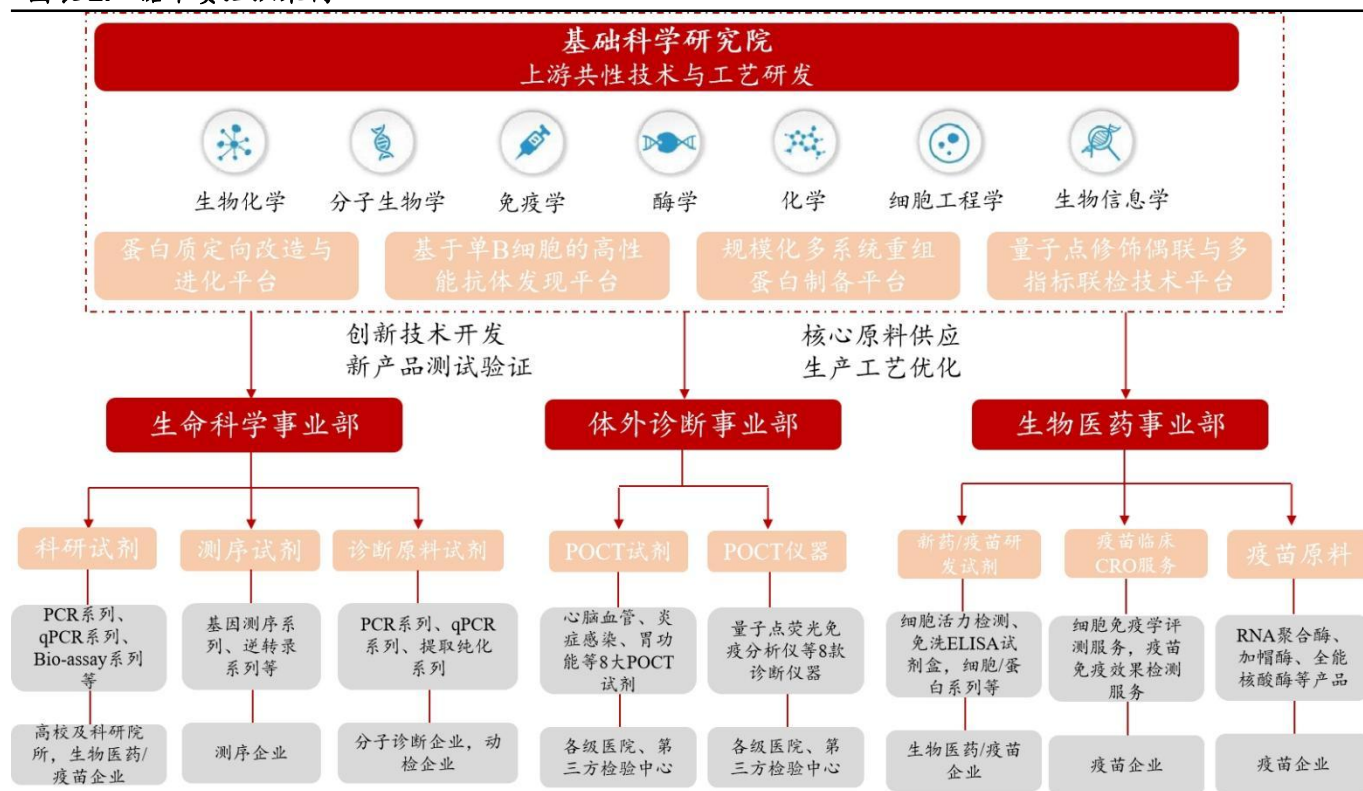 基础科学研究院
上游共性技术与工艺研发
生物化学
分子生物学
免疫学
酶学
化学
细胞工程学
生物信息学
蛋白质定向改造与
进化平台
基于单B细胞的高性
能抗体发现平台
规模化多系统重组
蛋白制备平台
量子点修饰偶联与多
指标联检技术平台
创新技术开发
新产品测试验证
核心原料供应
生产工艺优化
生命科学事业部
体外诊断事业部
生物医药事业部
科研试剂
测序试剂
诊断原料试剂
POCT试剂
POCT仪器
新药/疫苗研
发试剂
疫苗临床
CRO服务
疫苗原料
PCR系列、
qPCR系列、
Bio-assay系列
等
基因测序系
列、逆转录
系列等
PCR系列、qPCR
系列、提取纯化
系列
心脑血管、炎
症感染、胃功
能等8大POCT
试剂
量子点荧光免
疫分析仪等8款
诊断仪器
细胞活力检测、
免洗ELISA试
剂盒，细胞/蛋
白系列等
细胞免疫学评
测服务，疫苗
免疫效果检测
服务
RNA聚合酶、
加帽酶、全能
核酸酶等产品
高校及科研院
所，生物医药/
疫苗企业
测序企业
分子诊断企业，动
检企业
各级医院、第
三方检验中心
各级医院、第
三方检验中心
生物医药/疫苗
企业
疫苗企业
疫苗企业